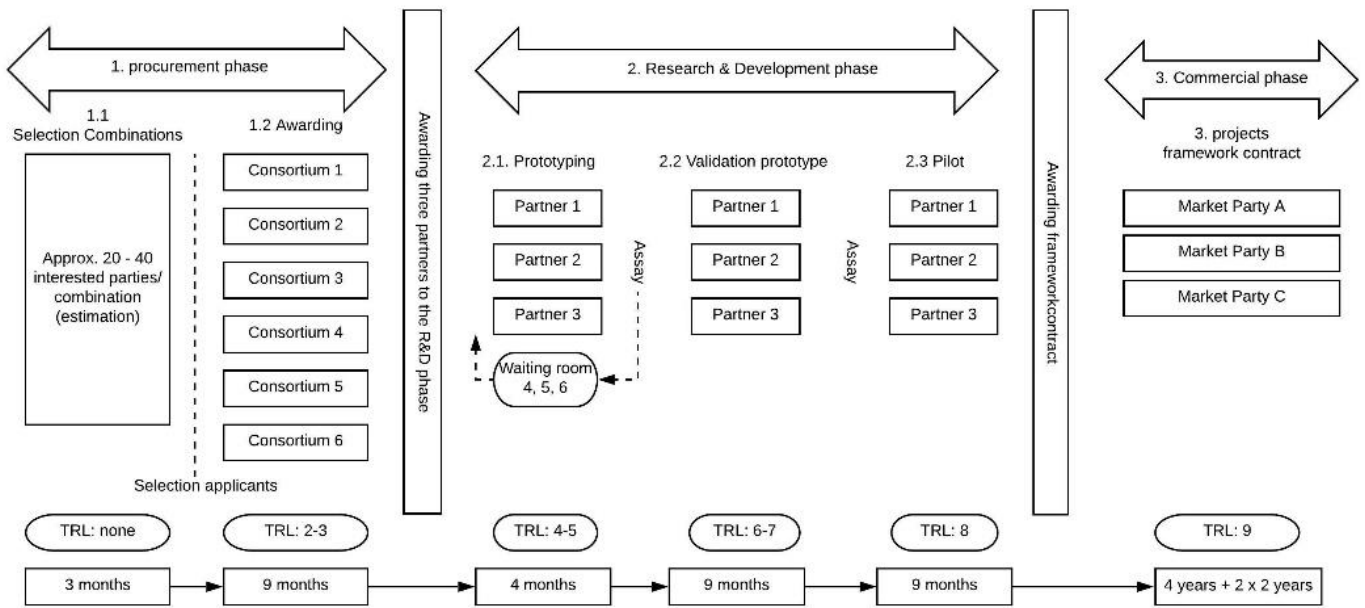 1. procurement phase
1.1
Selection Combinations
Approx. 20 - 40
interested parties/
combination
(estimation)
1.2 Awarding
Consortium 1
Consortium 2
Consortium 3
Consortium 4
Consortium 5
Consortium 6
Selection applicants
Awarding three partners to the R&D phase
2. Research & Development phase
2.1. Prototyping
Partner 1
Partner 2
Partner 3
Waiting room
4, 5, 6
Assay
2.2 Validation prototype
Partner 1
Partner 2
Partner 3
Assay
2.3 Pilot
Partner 1
Partner 2
Partner 3
Awarding frameworkcontract
3. Commercial phase
3. projects
framework contract
Market Party A
Market Party B
Market Party C
TRL: none
TRL: 2-3
TRL: 4-5
TRL: 6-7
TRL: 8
TRL: 9
3 months
9 months
4 months
9 months
9 months
4 years + 2 x 2 years